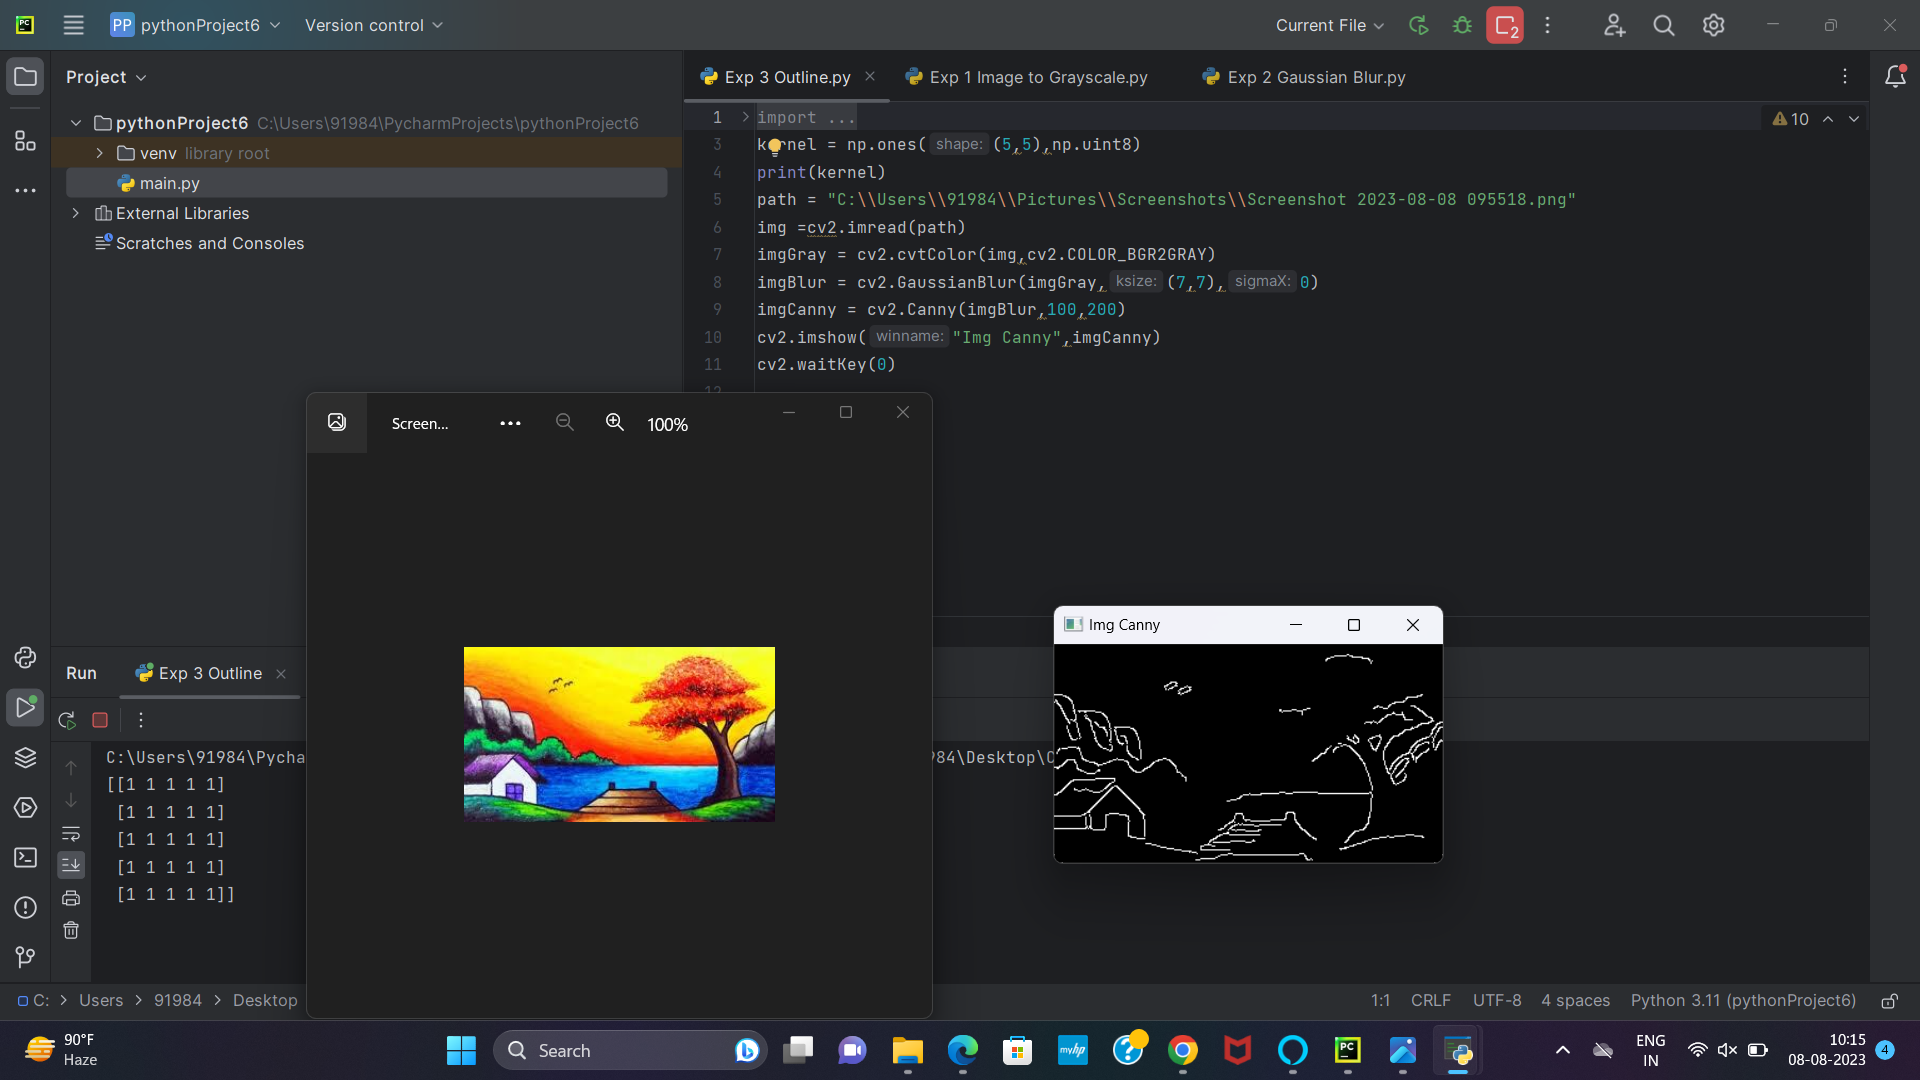 PC
PP pythonProject6 Version control
Current File 2
Project
Exp 3 Outline.py Exp 1 Image to Grayscale.py Exp 2 Gaussian Blur.py
pythonProject6 C:\Users\91984\PycharmProjects\pythonProject6
venv library root
main.py
External Libraries
Scratches and Consoles
10
1 import ...
3 kernel = np.ones( shape: (5,5),np.uint8)
4 print(kernel)
5 path = "C:\\Users\\91984\\Pictures\\Screenshots\\Screenshot 2023-08-08 095518.png"
6 img =cv2.imread(path)
7 imgGray = cv2.cvtColor(img,cv2.COLOR_BGR2GRAY)
8 imgBlur = cv2.GaussianBlur(imgGray, ksize: (7,7), sigmaX: 0)
9 imgCanny = cv2.Canny(imgBlur,100,200)
10 cv2.imshow( winname: "Img Canny",imgCanny)
11 cv2.waitKey(0)
12
Screen... 100%
Img Canny
Run Exp 3 Outline
C:\Users\91984\Pycha
984\Desktop\
[[1 1 1 1 1]
[1 1 1 1 1]
[1 1 1 1 1]
[1 1 1 1 1]
[1 1 1 1 1]]
C: > Users > 91984 > Desktop
1:1 CRLF UTF-8 4 spaces Python 3.11 (pythonProject6)
90°F
Haze
Search
myhp
PC
ENG
IN
10:15
08-08-2023
4